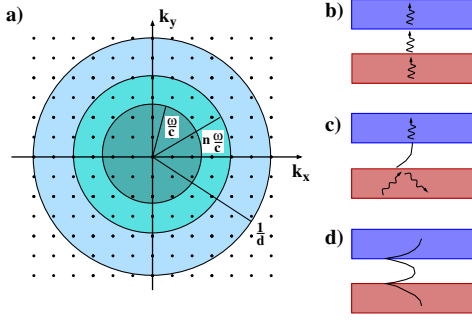 a)
k_y
ω/c
n ω/c
k_x
1/d
b)
c)
d)